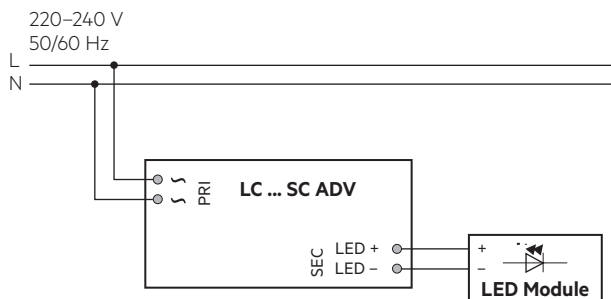 220–240 V
50/60 Hz
L
N
~
~
PRI
LC ... SC ADV
SEC
LED +
LED –
+
–
LED Module